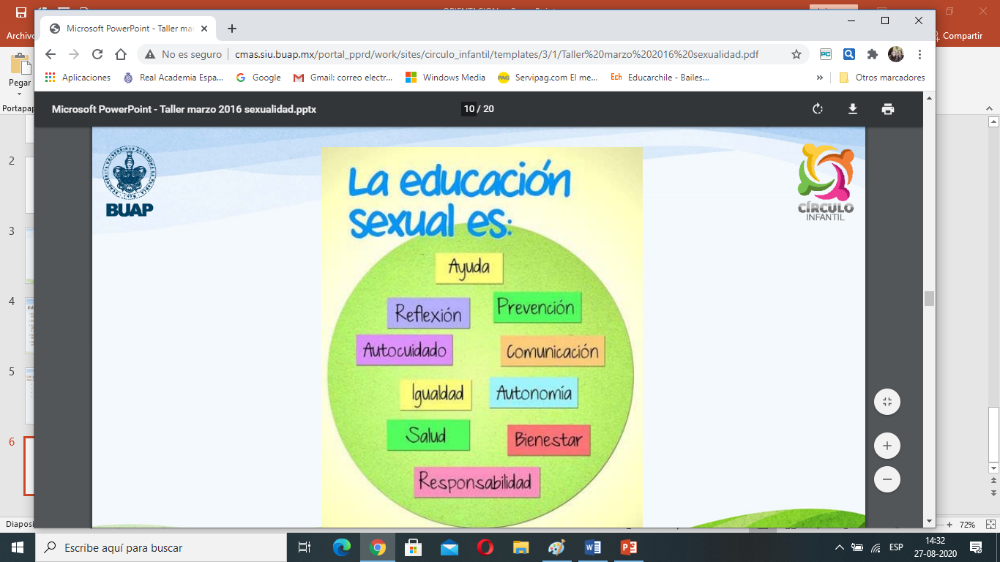 Archivo
Compartir
Pegar
Portapap
2
3
4
5
6
72%
Microsoft PowerPoint - Taller mar
No es seguro | cmas.siu.buap.mx/portal_pprd/work/sites/circulo_infantil/templates/3/1/Taller%20marzo%202016%20sexualidad.pdf
PC
Aplicaciones Real Academia Espa... Google Gmail: correo electr... Windows Media Servipag.com El me... Educarchile - Bailes... » Otros marcadores
Microsoft PowerPoint - Taller marzo 2016 sexualidad.pptx 10 / 20
BUAP
CÍRCULO
INFANTIL
La educación
sexual es:
Ayuda
Reflexión Prevención
Autocuidado Comunicación
Igualdad Autonomía
Salud Bienestar
Responsabilidad
Escribe aquí para buscar
ESP
14:32
27-08-2020